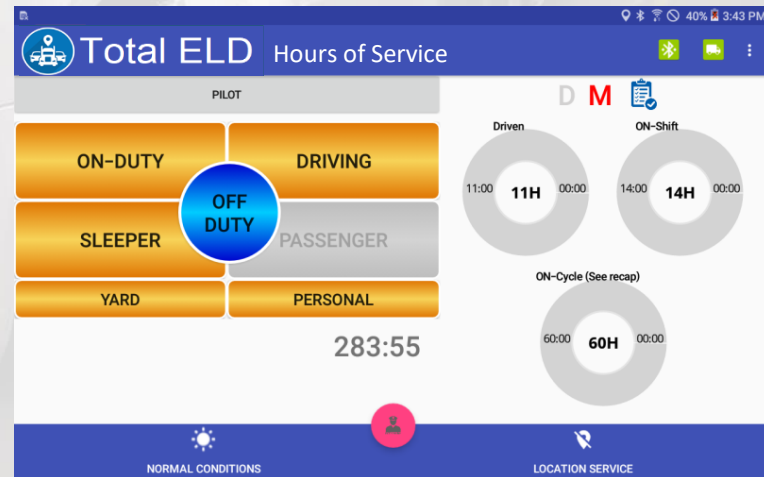 40% 3:43 PM
Total ELD Hours of Service
PILOT
D M
ON-DUTY
DRIVING
OFF
DUTY
SLEEPER
PASSENGER
YARD
PERSONAL
283:55
Driven
11:00 11H 00:00
ON-Shift
14:00 14H 00:00
ON-Cycle (See recap)
60:00 60H 00:00
NORMAL CONDITIONS
LOCATION SERVICE